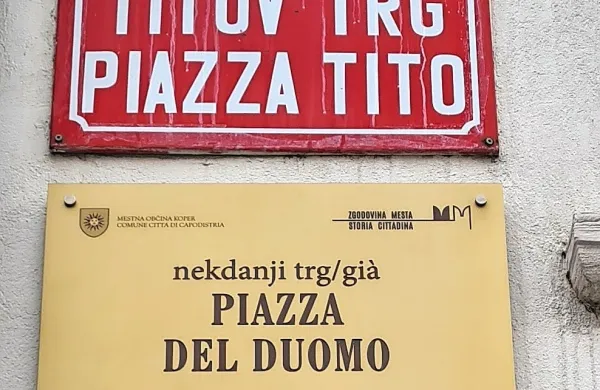 TITOV TRG
PIAZZA TITO
MESTNA OBČINA KOPER
COMUNE CITTÀ DI CAPODISTRIA
ZGODOVINA MESTA
STORIA CITTADINA
nekdanji trg/già
PIAZZA
DEL DUOMO